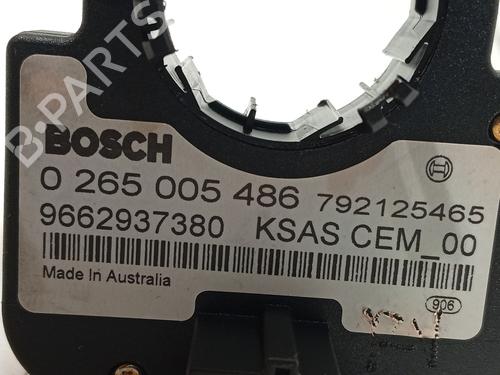 BOSCH
0 265 005 486 792125465
9662937380 KSAS CEM_00
Made In Australia
906
B-PARTS